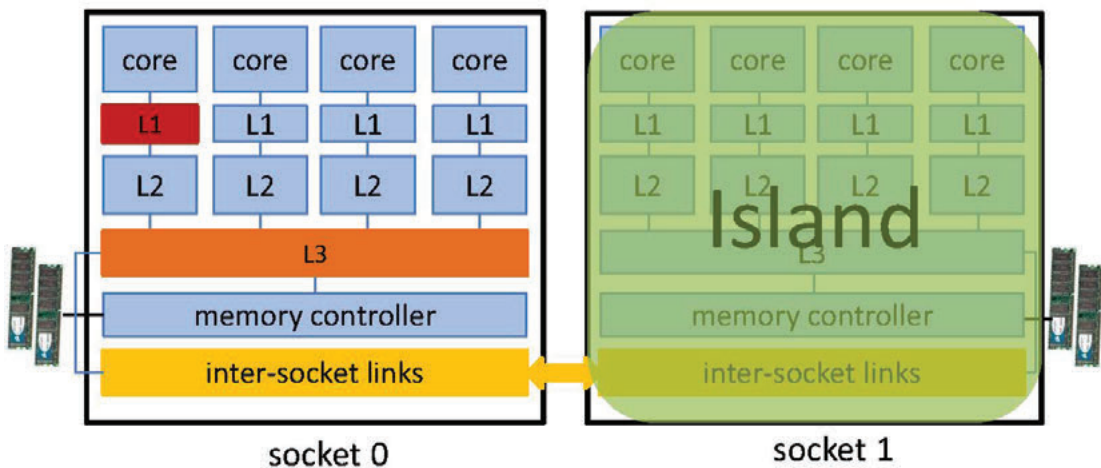 core core core core
L1 L1 L1 L1
L2 L2 L2 L2
L3
memory controller
inter-socket links
socket 0
core core core core
L1 L1 L1 L1
L2 L2 L2 L2
Island
L3
memory controller
inter-socket links
socket 1